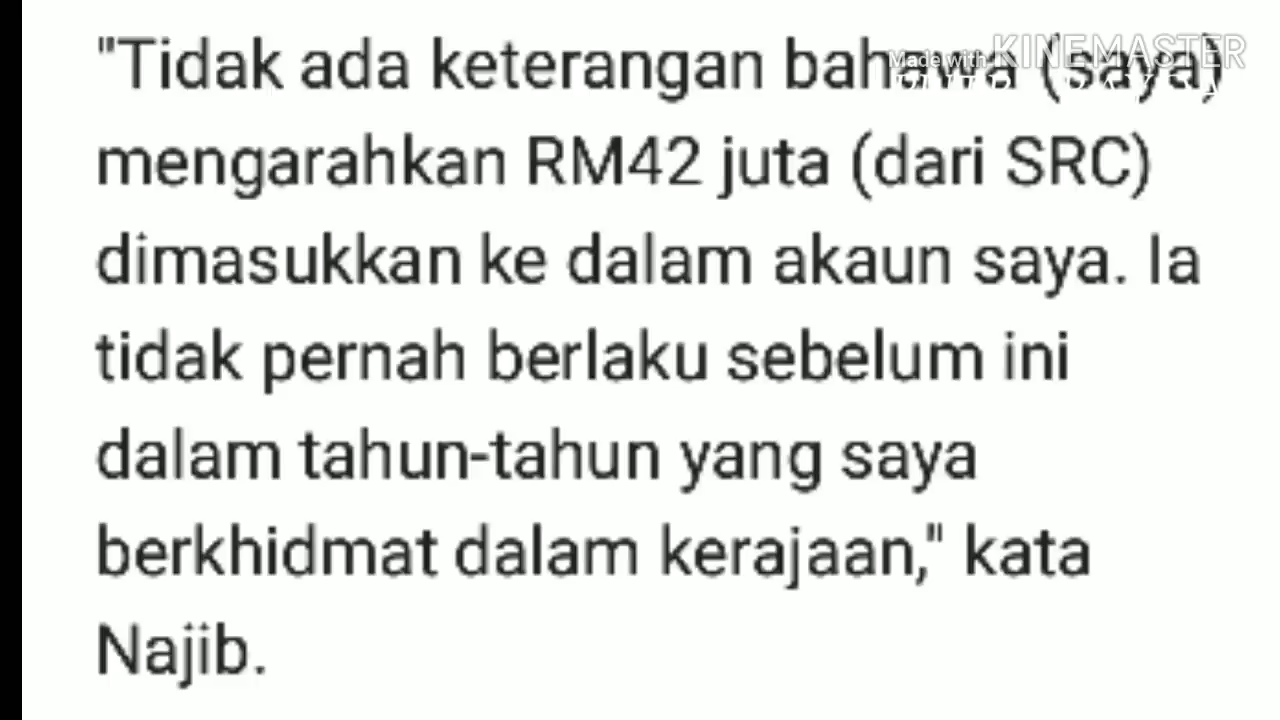 "Tidak ada keterangan bahawa (saya)
mengarahkan RM42 juta (dari SRC)
dimasukkan ke dalam akaun saya. Ia
tidak pernah berlaku sebelum ini
dalam tahun-tahun yang saya
berkhidmat dalam kerajaan," kata
Najib.
Made with KINEMASTER